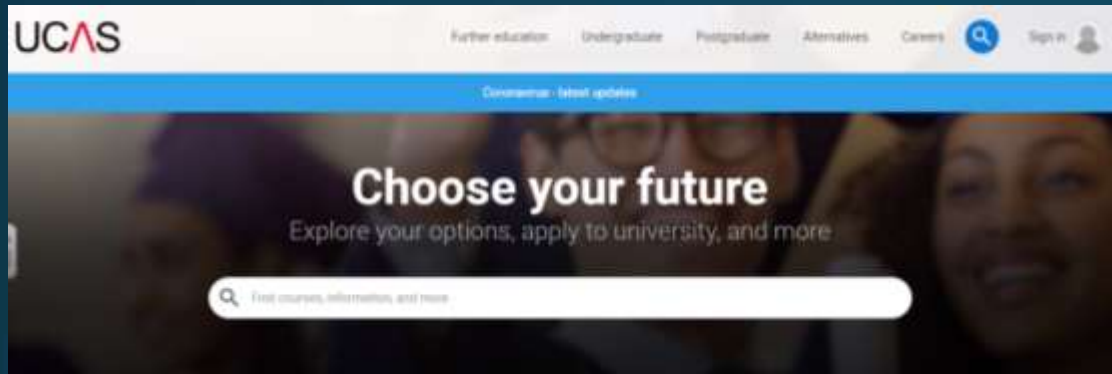 UCAS
Further education Undergraduate Postgraduate Alternatives Careers Sign in
Coronavirus - latest updates
Choose your future
Explore your options, apply to university, and more
Find courses, information, and more